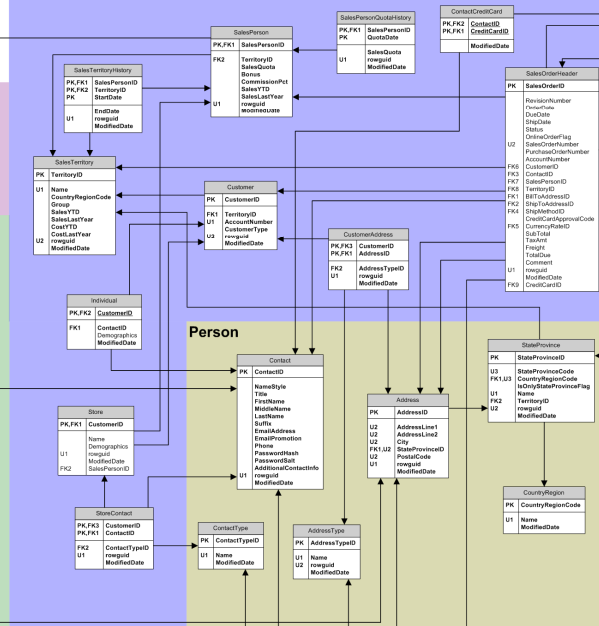 SalesPerson
PK,FK1 SalesPersonID
FK2 TerritoryID
SalesQuota
Bonus
CommissionPct
SalesYTD
SalesLastYear
U1 rowguid
ModifiedDate
SalesPersonQuotaHistory
PK,FK1 SalesPersonID
PK QuotaDate
SalesQuota
U1 rowguid
ModifiedDate
ContactCreditCard
PK,FK2 ContactID
PK,FK1 CreditCardID
ModifiedDate
SalesTerritoryHistory
PK,FK1 SalesPersonID
PK,FK2 TerritoryID
PK StartDate
EndDate
U1 rowguid
ModifiedDate
SalesOrderHeader
PK SalesOrderID
RevisionNumber
OrderDate
DueDate
ShipDate
Status
OnlineOrderFlag
U2 SalesOrderNumber
PurchaseOrderNumber
AccountNumber
FK6 CustomerID
FK3 ContactID
FK7 SalesPersonID
FK8 TerritoryID
FK1 BillToAddressID
FK2 ShipToAddressID
FK4 ShipMethodID
CreditCardApprovalCode
FK5 CurrencyRateID
SubTotal
TaxAmt
Freight
TotalDue
Comment
U1 rowguid
ModifiedDate
FK9 CreditCardID
SalesTerritory
PK TerritoryID
U1 Name
CountryRegionCode
Group
SalesYTD
SalesLastYear
CostYTD
CostLastYear
U2 rowguid
ModifiedDate
Customer
PK CustomerID
FK1 TerritoryID
U1 AccountNumber
CustomerType
rowguid
ModifiedDate
CustomerAddress
PK,FK3 CustomerID
PK,FK1 AddressID
FK2 AddressTypeID
U1 rowguid
ModifiedDate
Individual
PK,FK2 CustomerID
FK1 ContactID
Demographics
ModifiedDate
Person
Contact
PK ContactID
NameStyle
Title
FirstName
MiddleName
LastName
Suffix
EmailAddress
EmailPromotion
Phone
PasswordHash
PasswordSalt
AdditionalContactInfo
U1 rowguid
ModifiedDate
StateProvince
PK StateProvinceID
U3 StateProvinceCode
FK1,U3 CountryRegionCode
IsOnlyStateProvinceFlag
U1 Name
FK2 TerritoryID
U2 rowguid
ModifiedDate
Address
PK AddressID
U2 AddressLine1
U2 AddressLine2
U2 City
FK1,U2 StateProvinceID
U2 PostalCode
U1 rowguid
ModifiedDate
Store
PK,FK1 CustomerID
Name
Demographics
U1 rowguid
ModifiedDate
FK2 SalesPersonID
CountryRegion
PK CountryRegionCode
U1 Name
ModifiedDate
StoreContact
PK,FK3 CustomerID
PK,FK1 ContactID
FK2 ContactTypeID
U1 rowguid
ModifiedDate
ContactType
PK ContactTypeID
U1 Name
ModifiedDate
AddressType
PK AddressTypeID
U1 Name
U2 rowguid
ModifiedDate